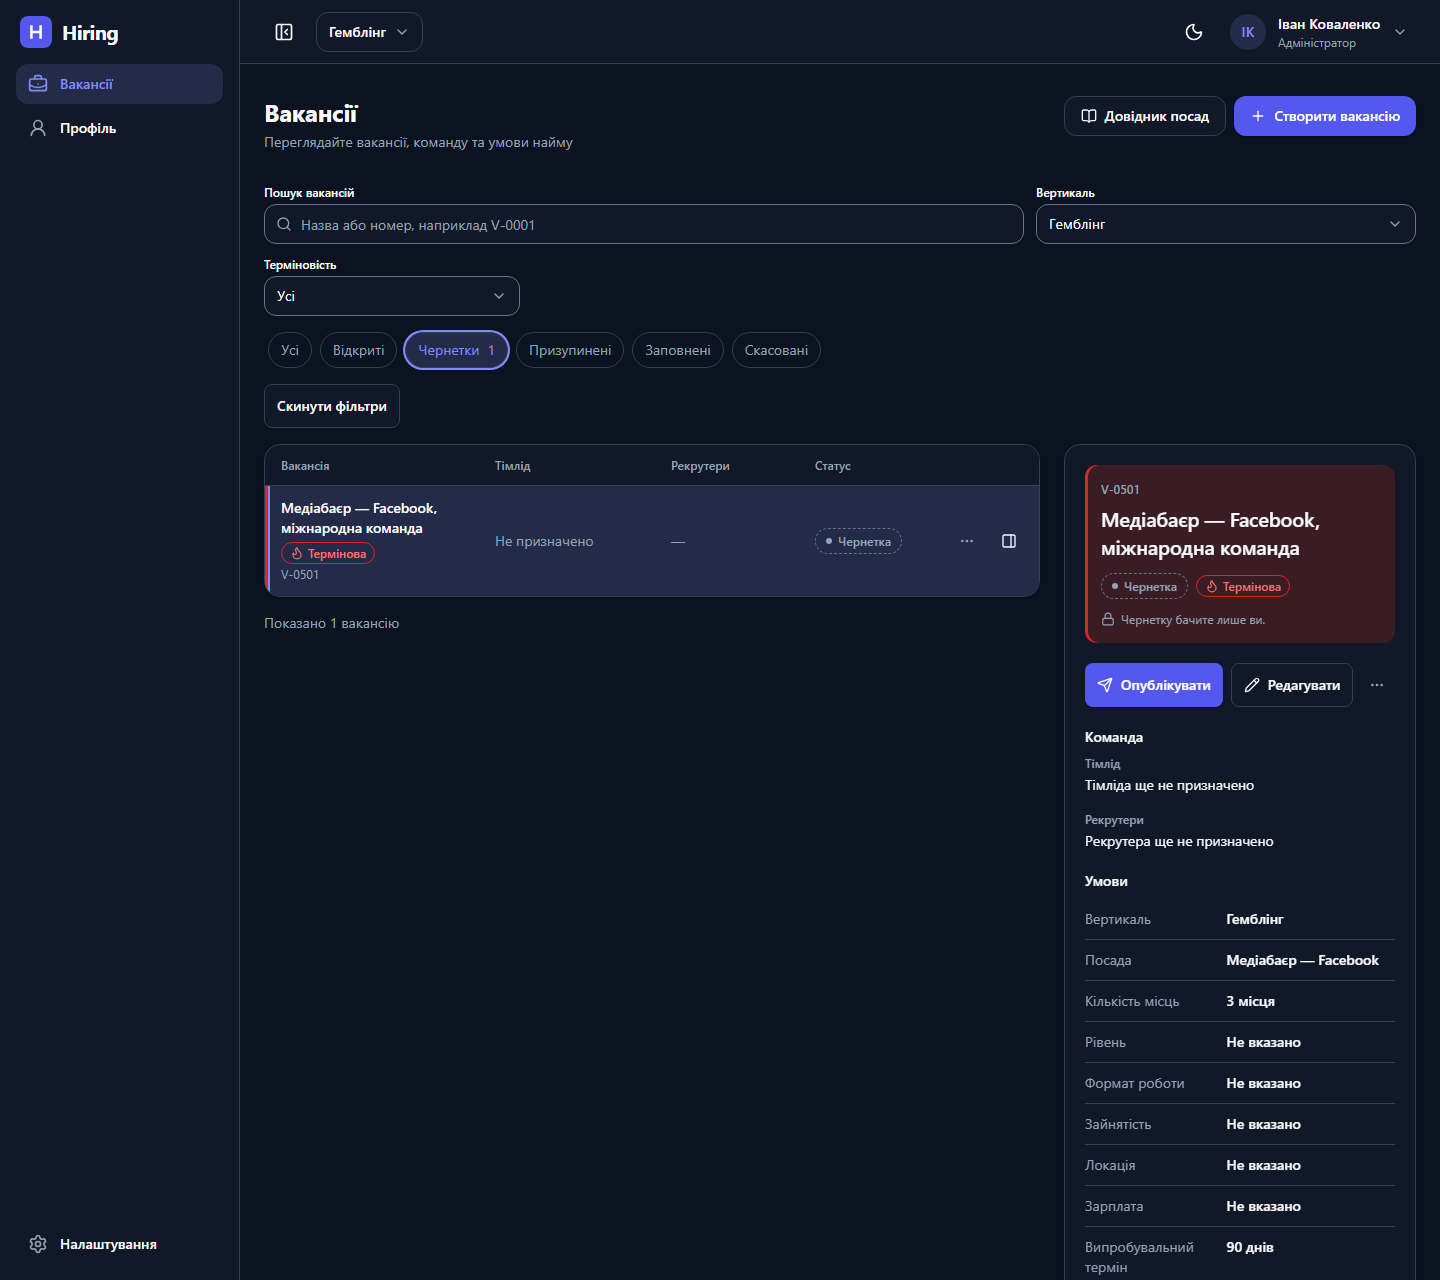 H Hiring
Вакансії
Профіль
Налаштування
Гемблінг
ІК
Іван Коваленко
Адміністратор
Вакансії
Переглядайте вакансії, команду та умови найму
Довідник посад
Створити вакансію
Пошук вакансій
Назва або номер, наприклад V-0001
Вертикаль
Гемблінг
Терміновість
Усі
Усі
Відкриті
Чернетки 1
Призупинені
Заповнені
Скасовані
Скинути фільтри
Вакансія Тімлід Рекрутери Статус
Медіабаєр — Facebook,
міжнародна команда
Термінова
V-0501
Не призначено
—
Чернетка
Показано 1 вакансію
V-0501
Медіабаєр — Facebook,
міжнародна команда
Чернетка
Термінова
Чернетку бачите лише ви.
Опублікувати
Редагувати
Команда
Тімлід
Тімліда ще не призначено
Рекрутери
Рекрутера ще не призначено
Умови
Вертикаль Гемблінг
Посада Медіабаєр — Facebook
Кількість місць 3 місця
Рівень Не вказано
Формат роботи Не вказано
Зайнятість Не вказано
Локація Не вказано
Зарплата Не вказано
Випробувальний 90 днів
термін